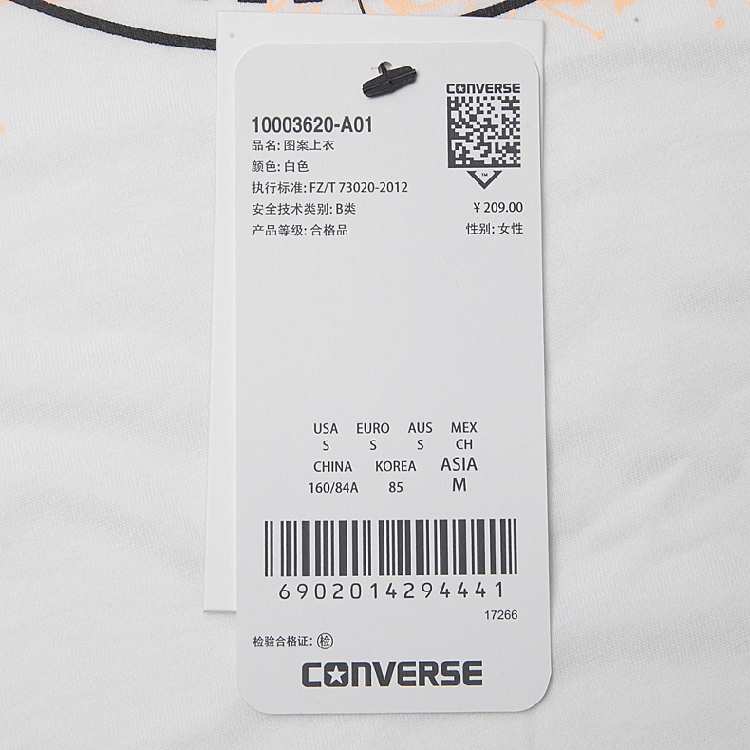 CONVERSE
10003620-A01
品名: 图案上衣
颜色: 白色
执行标准: FZ/T 73020-2012
安全技术类别: B类
产品等级: 合格品
TM
¥ 209.00
性别: 女性
USA EURO AUS MEX
S S S CH
CHINA KOREA ASIA
160/84A 85 M
6902014294441
17266
检验合格证: 检
CONVERSE